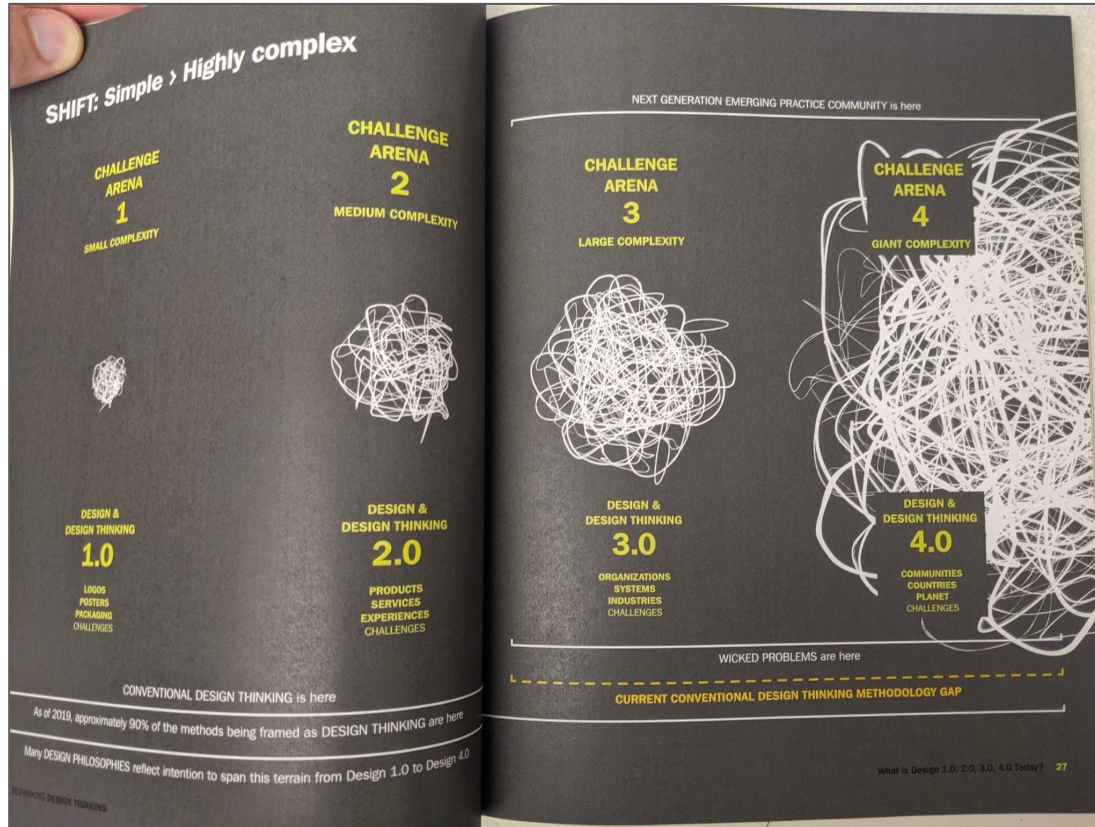 SHIFT: Simple › Highly complex
CHALLENGE
ARENA
1
SMALL COMPLEXITY
CHALLENGE
ARENA
2
MEDIUM COMPLEXITY
DESIGN &
DESIGN THINKING
1.0
LOGOS
POSTERS
PACKAGING
CHALLENGES
DESIGN &
DESIGN THINKING
2.0
PRODUCTS
SERVICES
EXPERIENCES
CHALLENGES
CONVENTIONAL DESIGN THINKING is here
As of 2019, approximately 90% of the methods being framed as DESIGN THINKING are here
Many DESIGN PHILOSOPHIES reflect intention to span this terrain from Design 1.0 to Design 4.0
RETHINKING DESIGN THINKING
NEXT GENERATION EMERGING PRACTICE COMMUNITY is here
CHALLENGE
ARENA
3
LARGE COMPLEXITY
CHALLENGE
ARENA
4
GIANT COMPLEXITY
DESIGN &
DESIGN THINKING
3.0
ORGANIZATIONS
SYSTEMS
INDUSTRIES
CHALLENGES
DESIGN &
DESIGN THINKING
4.0
COMMUNITIES
COUNTRIES
PLANET
CHALLENGES
WICKED PROBLEMS are here
CURRENT CONVENTIONAL DESIGN THINKING METHODOLOGY GAP
What is Design 1.0, 2.0, 3.0, 4.0 Today? 27